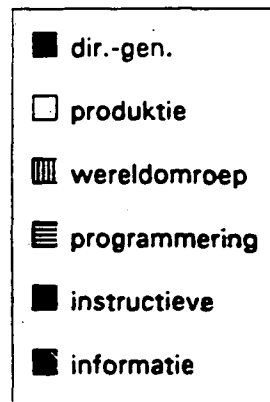 dir.-gen.
produktie
wereldomroep
programmering
instructieve
informatie